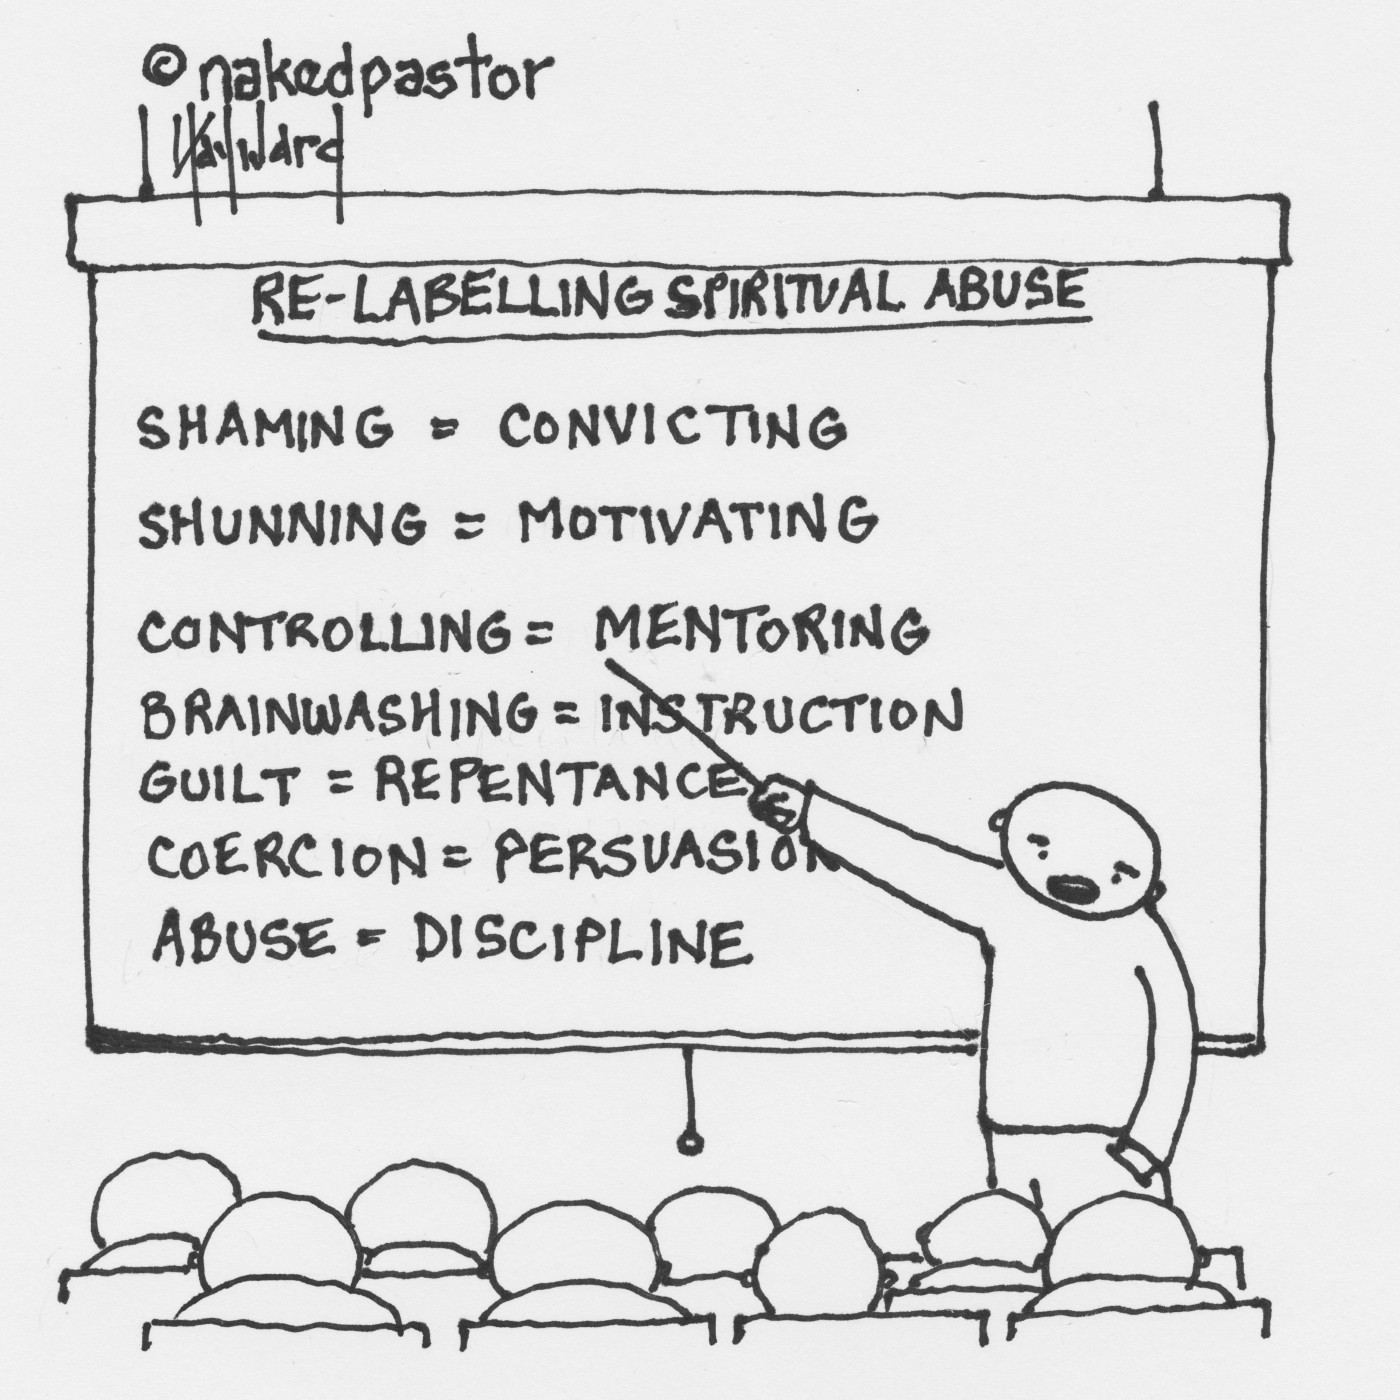 © nakedpastor
Hayward
RE-LABELLING SPIRITUAL ABUSE
SHAMING = CONVICTING
SHUNNING = MOTIVATING
CONTROLLING = MENTORING
BRAINWASHING = INSTRUCTION
GUILT = REPENTANCE
COERCION = PERSUASION
ABUSE = DISCIPLINE